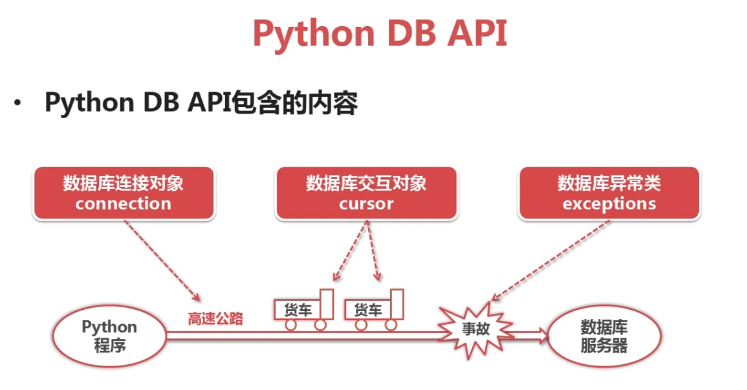 Python DB API
• Python DB API包含的内容
数据库连接对象
connection
数据库交互对象
cursor
数据库异常类
exceptions
Python
程序
高速公路
货车
货车
事故
数据库
服务器